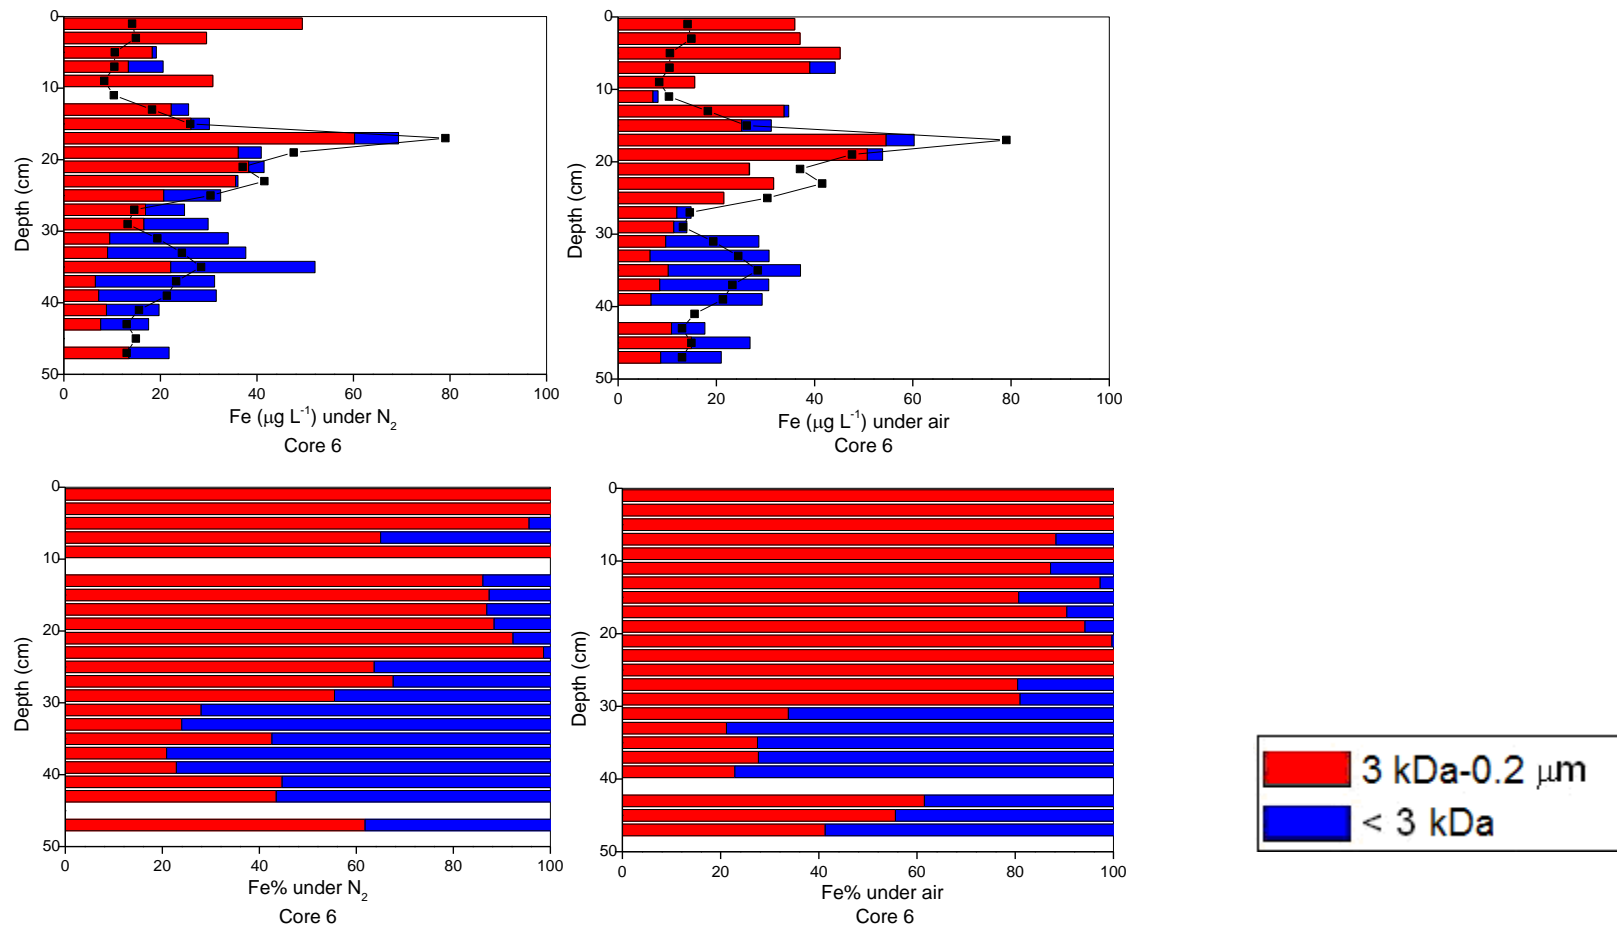 0
10
20
30
40
50
Depth (cm)
0 20 40 60 80 100
Fe (μg L⁻¹) under N₂
Core 6
0
10
20
30
40
50
Depth (cm)
0 20 40 60 80 100
Fe (μg L⁻¹) under air
Core 6
0
10
20
30
40
50
Depth (cm)
0 20 40 60 80 100
Fe% under N₂
Core 6
0
10
20
30
40
50
Depth (cm)
0 20 40 60 80 100
Fe% under air
Core 6
3 kDa-0.2 μm
< 3 kDa